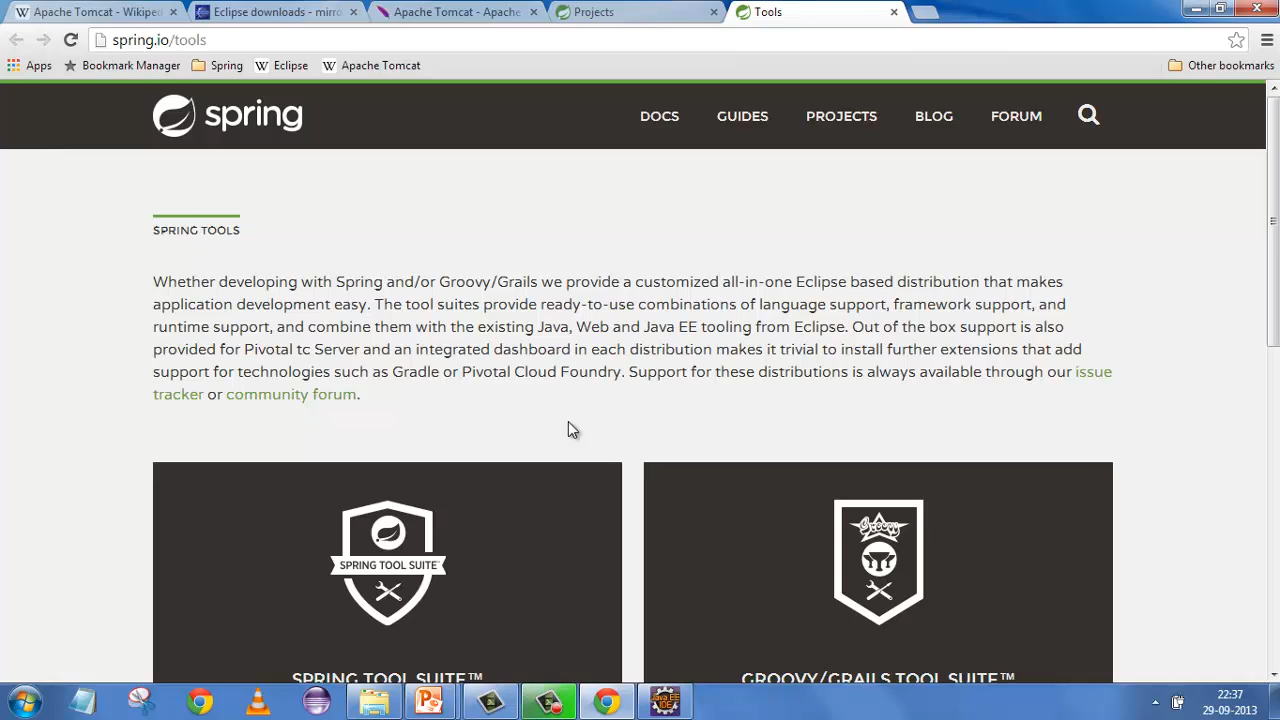 Apache Tomcat - Wikiped
Eclipse downloads - mirro
Apache Tomcat - Apache
Projects
Tools
spring.io/tools
Apps
Bookmark Manager
Spring
Eclipse
Apache Tomcat
Other bookmarks
spring
DOCS
GUIDES
PROJECTS
BLOG
FORUM
SPRING TOOLS
Whether developing with Spring and/or Groovy/Grails we provide a customized all-in-one Eclipse based distribution that makes
application development easy. The tool suites provide ready-to-use combinations of language support, framework support, and
runtime support, and combine them with the existing Java, Web and Java EE tooling from Eclipse. Out of the box support is also
provided for Pivotal tc Server and an integrated dashboard in each distribution makes it trivial to install further extensions that add
support for technologies such as Gradle or Pivotal Cloud Foundry. Support for these distributions is always available through our issue
tracker or community forum.
SPRING TOOL SUITE
Groovy
SPRING TOOL SUITE™
GROOVY/GRAILS TOOL SUITE™
Java EE
IDE
22:37
29-09-2013